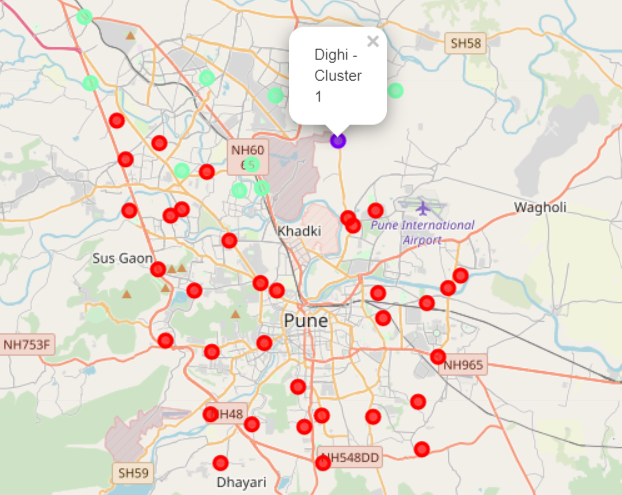 SH58
Dighi -
Cluster
1
×
NH60
Wagholi
Khadki
Pune International
Airport
Sus Gaon
Pune
NH753F
NH965
NH48
NH548DD
SH59
Dhayari